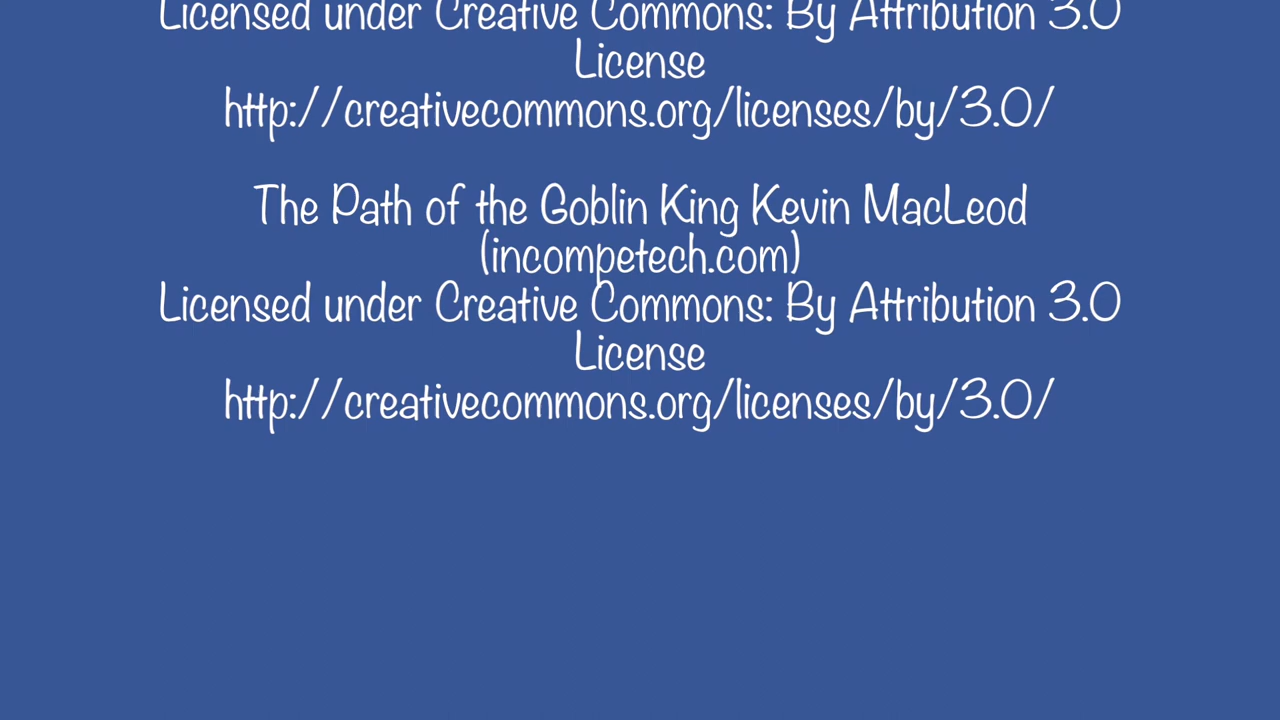 Licensed under Creative Commons: By Attribution 3.0
License
http://creativecommons.org/licenses/by/3.0/
The Path of the Goblin King Kevin MacLeod
(incompetech.com)
Licensed under Creative Commons: By Attribution 3.0
License
http://creativecommons.org/licenses/by/3.0/